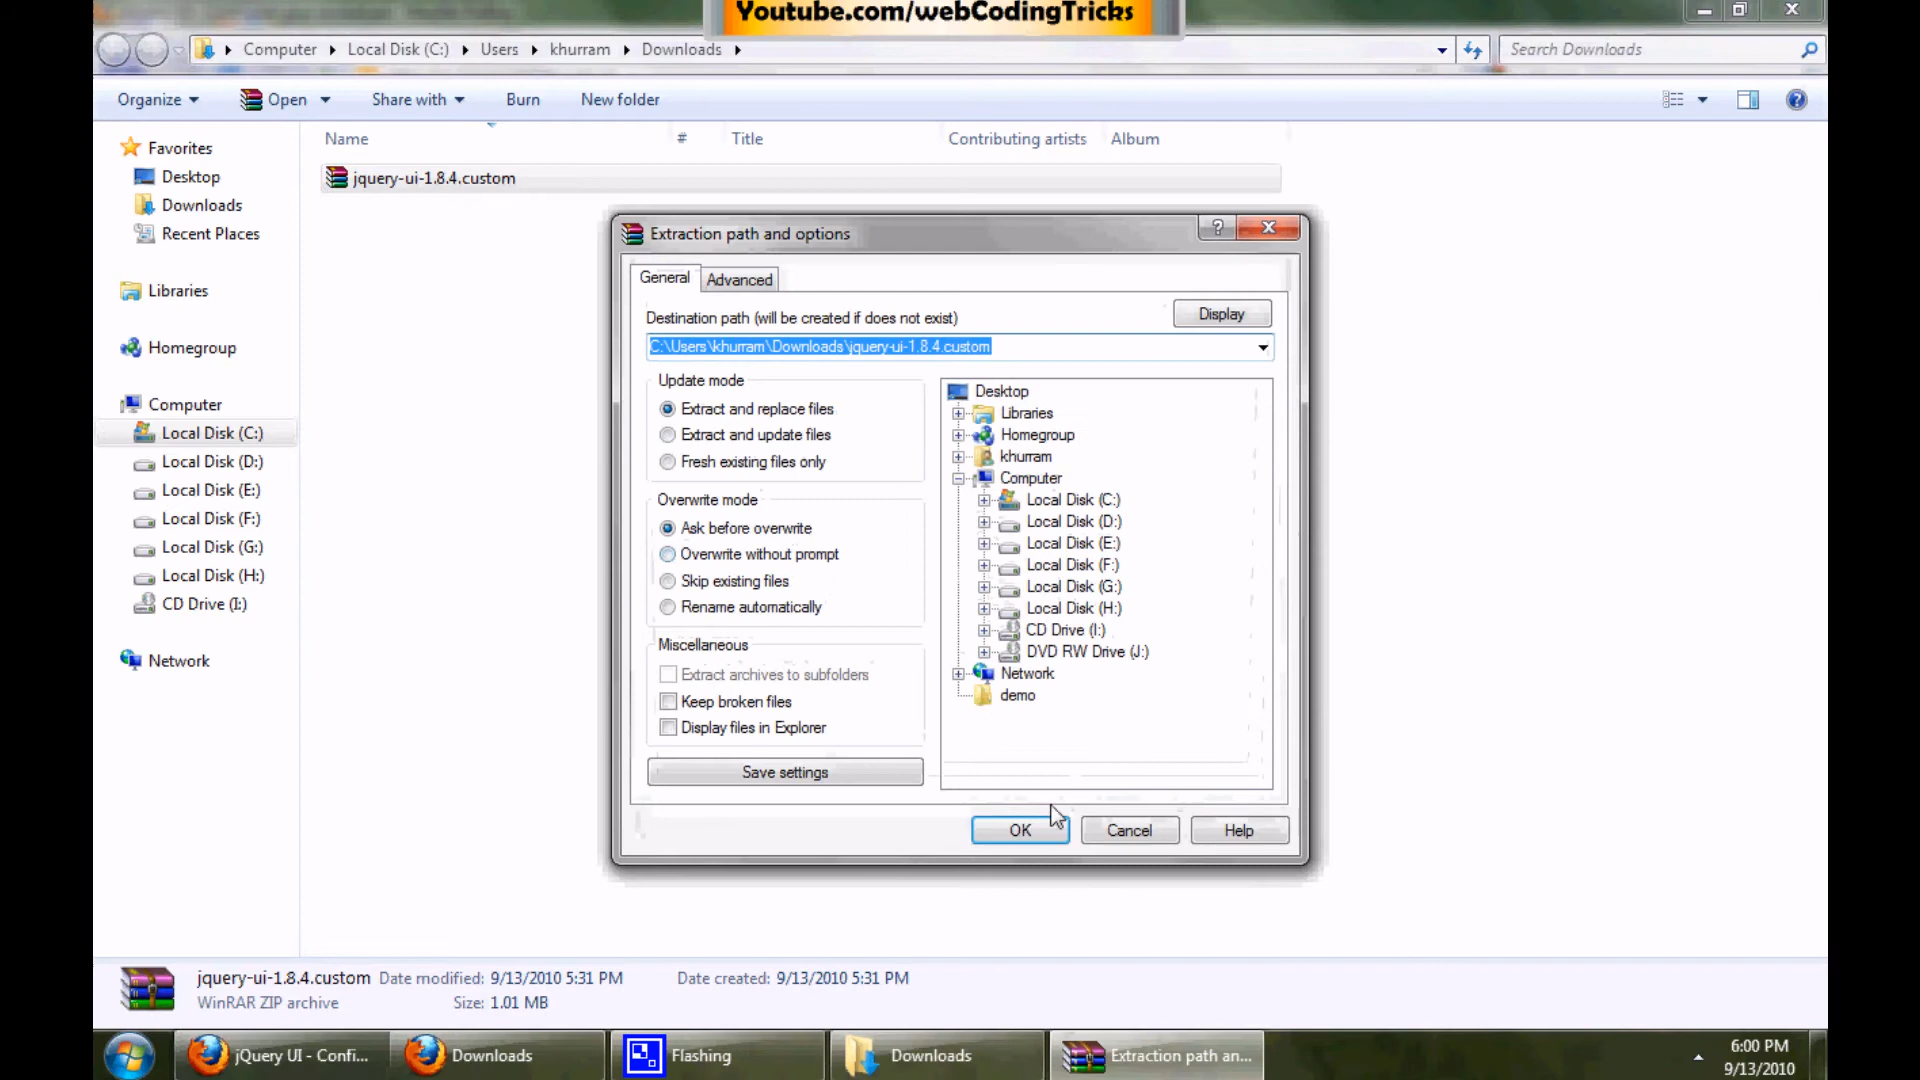 Youtube.com/webCodingTricks
Computer Local Disk (C:) Users khurram Downloads
Search Downloads
Organize Open Share with Burn New folder
Name # Title Contributing artists Album
jquery-ui-1.8.4.custom
Favorites
Desktop
Downloads
Recent Places
Libraries
Homegroup
Computer
Local Disk (C:)
Local Disk (D:)
Local Disk (E:)
Local Disk (F:)
Local Disk (G:)
Local Disk (H:)
CD Drive (I:)
Network
Extraction path and options
?
General Advanced
Destination path (will be created if does not exist)
Display
C:\Users\khurram\Downloads\jquery-ui-1.8.4.custom
Update mode
Extract and replace files
Extract and update files
Fresh existing files only
Overwrite mode
Ask before overwrite
Overwrite without prompt
Skip existing files
Rename automatically
Miscellaneous
Extract archives to subfolders
Keep broken files
Display files in Explorer
Save settings
Desktop
Libraries
Homegroup
khurram
Computer
Local Disk (C:)
Local Disk (D:)
Local Disk (E:)
Local Disk (F:)
Local Disk (G:)
Local Disk (H:)
CD Drive (I:)
DVD RW Drive (J:)
Network
demo
OK Cancel Help
jquery-ui-1.8.4.custom Date modified: 9/13/2010 5:31 PM Date created: 9/13/2010 5:31 PM
WinRAR ZIP archive Size: 1.01 MB
jQuery UI - Confi... Downloads Flashing Downloads Extraction path an...
6:00 PM
9/13/2010